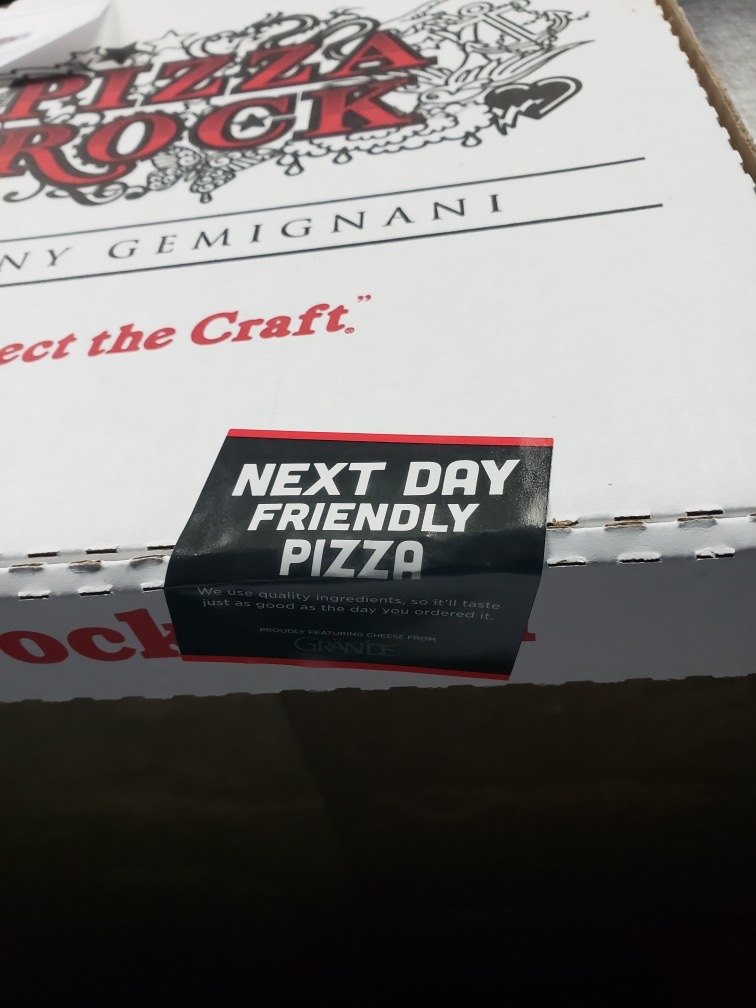 PIZZA
ROCK
NY GEMIGNANI
ect the Craft.”
NEXT DAY
FRIENDLY
PIZZA
We use quality ingredients, so it'll taste
just as good as the day you ordered it.
PROUDLY FEATURING CHEESE FROM
GRANDE
ock